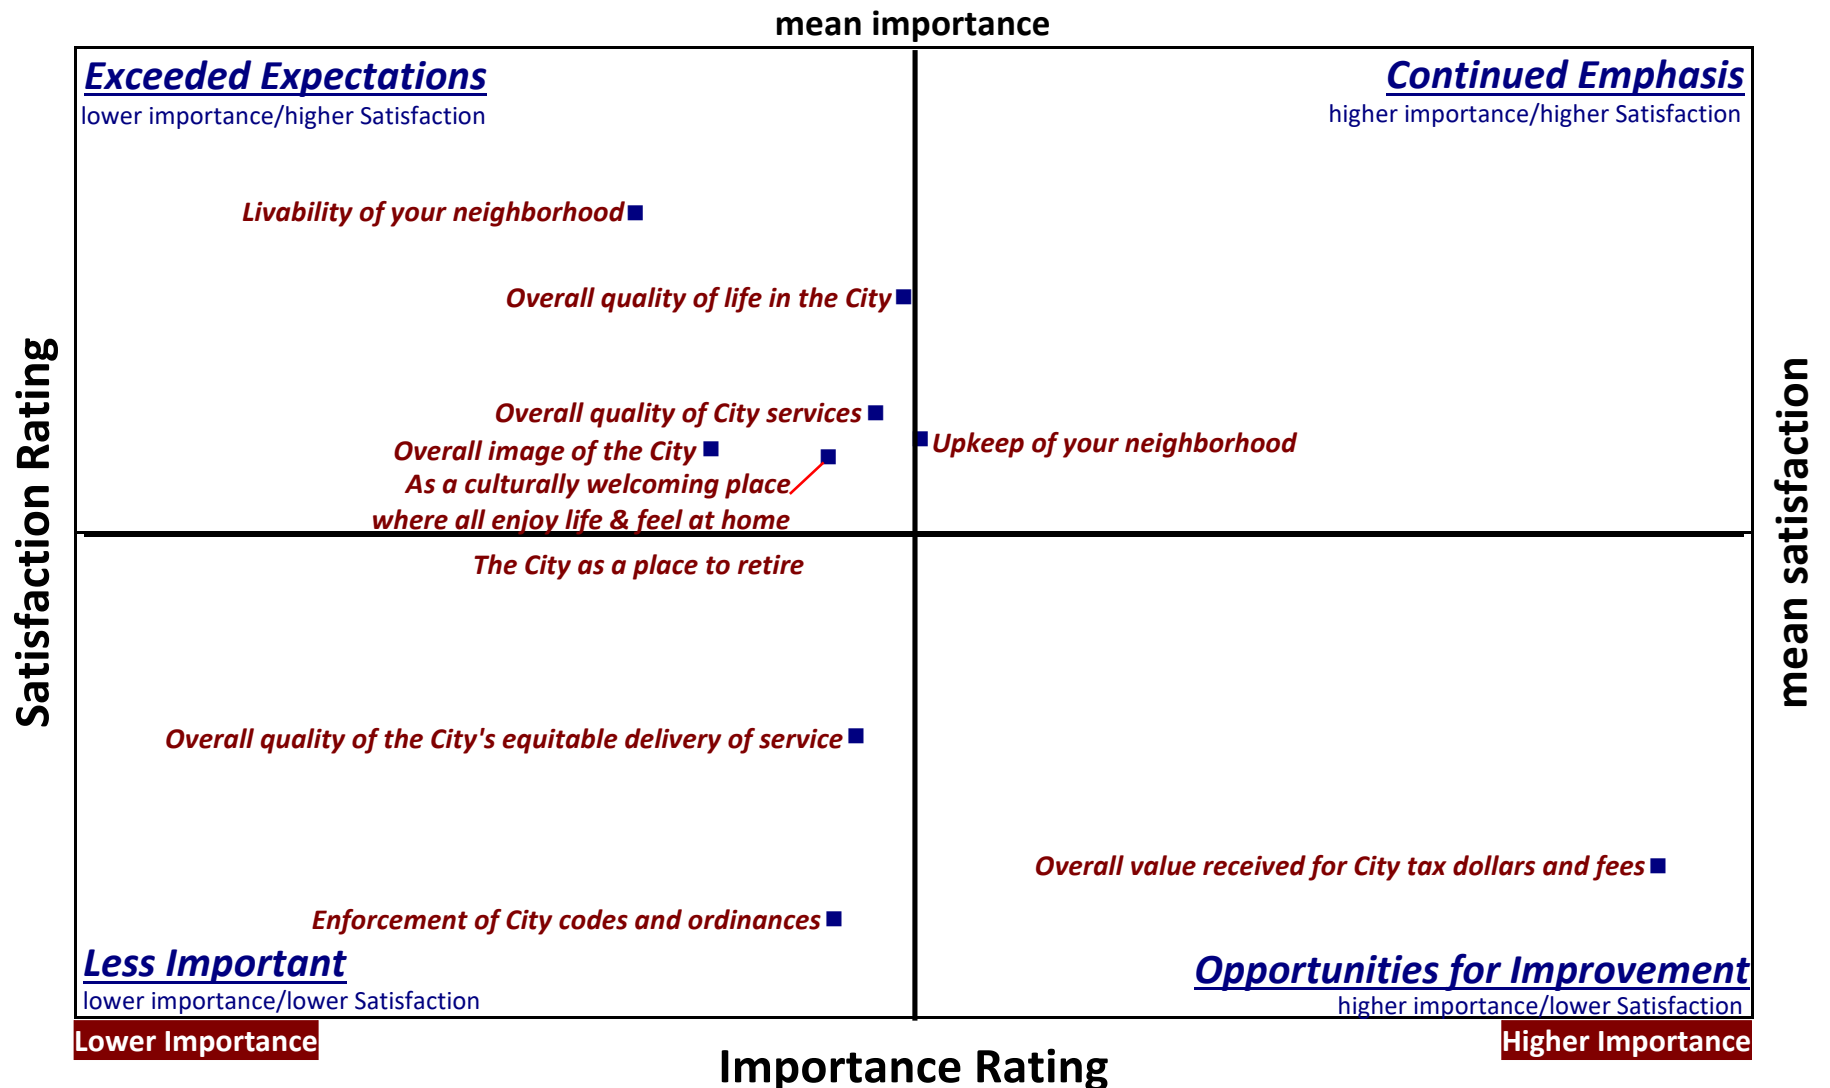 mean importance
Exceeded Expectations
lower importance/higher Satisfaction
Continued Emphasis
higher importance/higher Satisfaction
Livability of your neighborhood
Overall quality of life in the City
Overall quality of City services
Overall image of the City
Upkeep of your neighborhood
As a culturally welcoming place
where all enjoy life & feel at home
The City as a place to retire
Satisfaction Rating
mean satisfaction
Overall quality of the City's equitable delivery of service
Overall value received for City tax dollars and fees
Enforcement of City codes and ordinances
Less Important
lower importance/lower Satisfaction
Opportunities for Improvement
higher importance/lower Satisfaction
Lower Importance
Importance Rating
Higher Importance